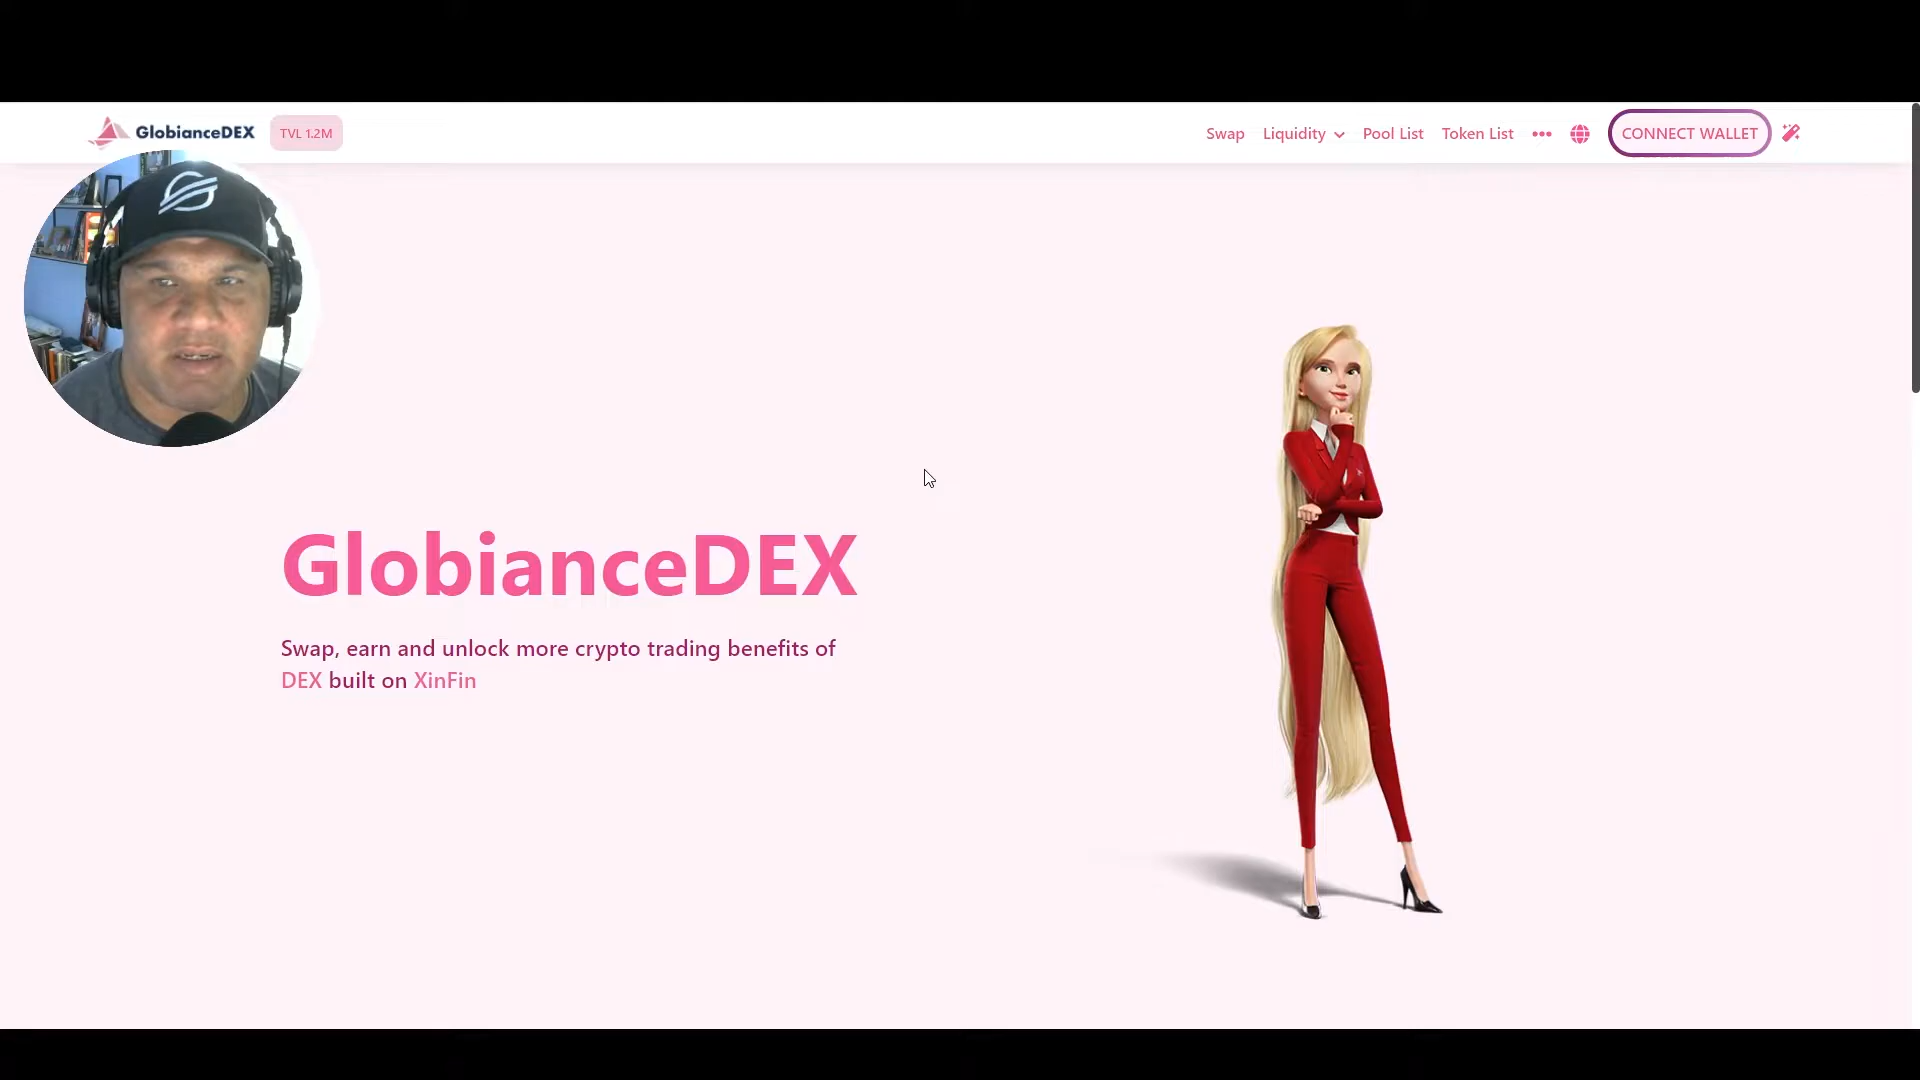 GlobianceDEX
TVL 1.2M
Swap
Liquidity
Pool List
Token List
CONNECT WALLET
GlobianceDEX
Swap, earn and unlock more crypto trading benefits of
DEX built on XinFin